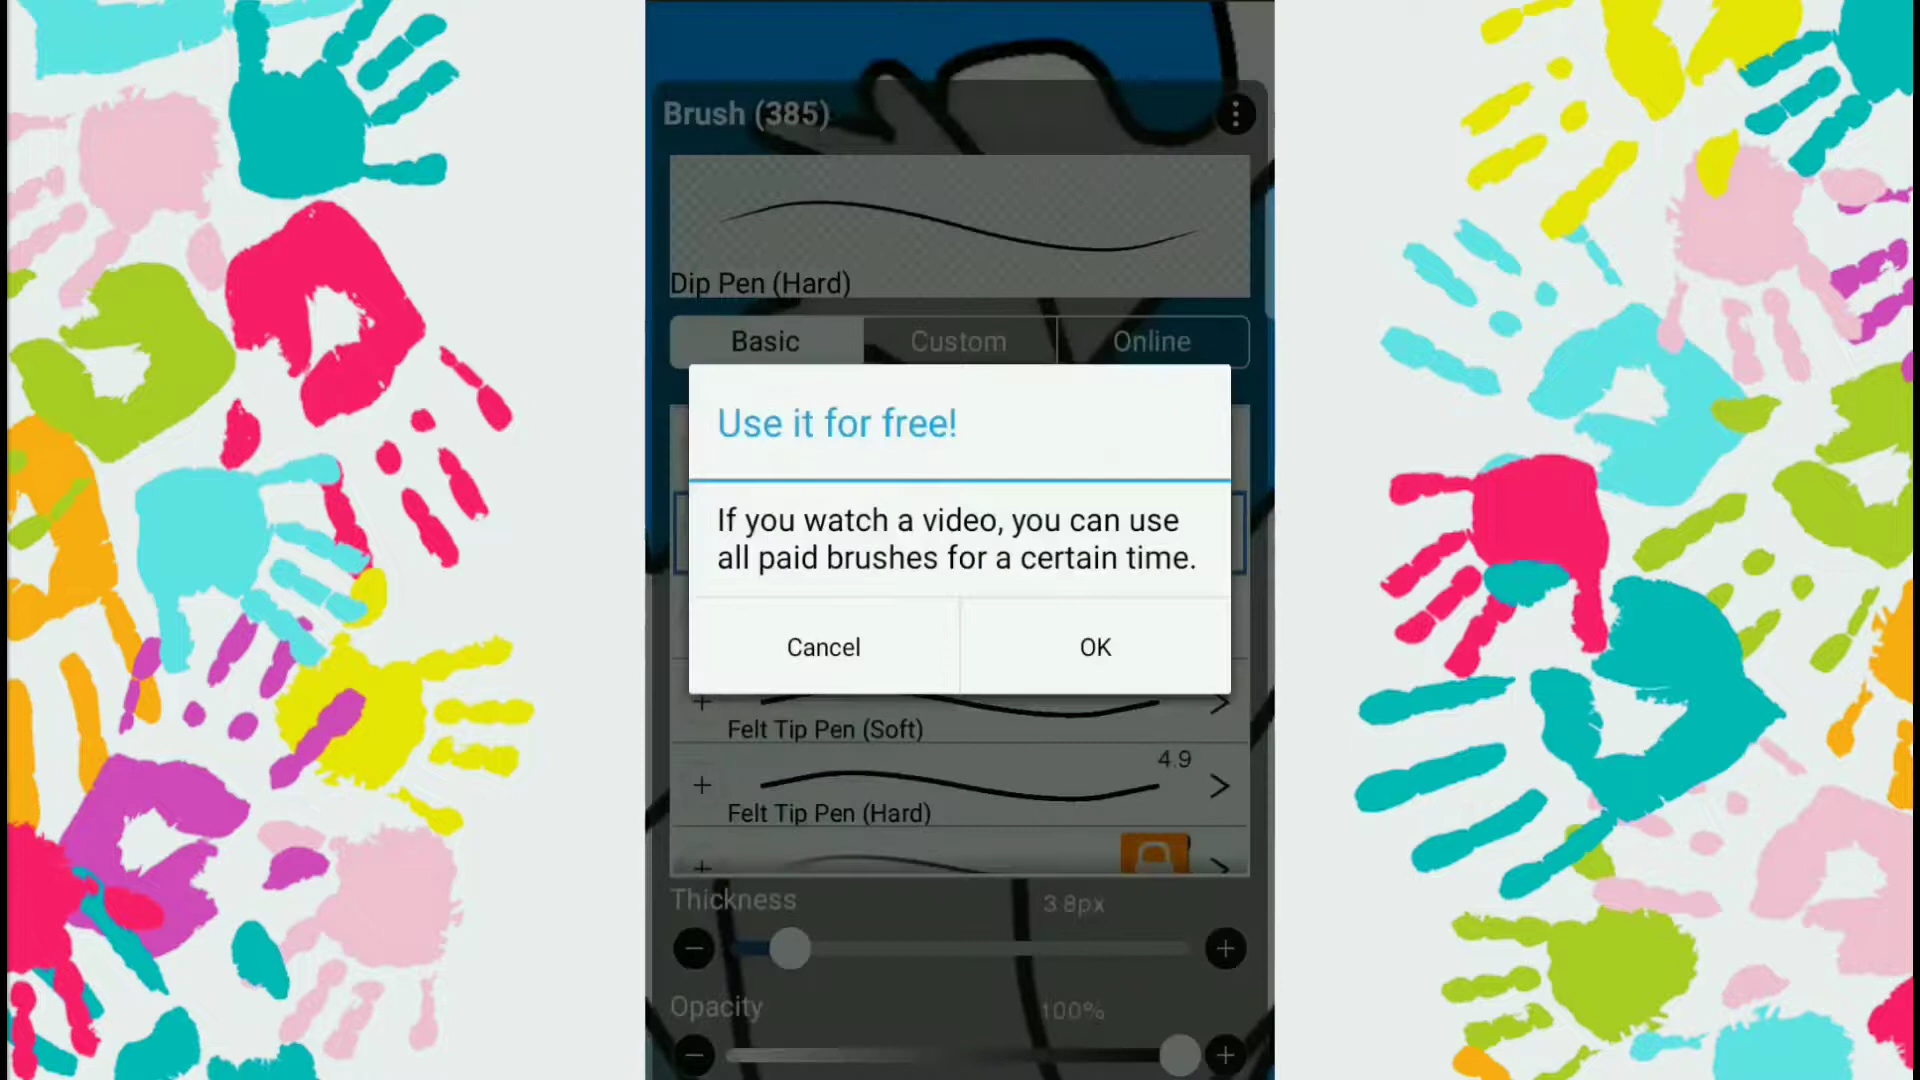 Brush (385)
Dip Pen (Hard)
Basic
Custom
Online
Use it for free!
If you watch a video, you can use
all paid brushes for a certain time.
Cancel
OK
Felt Tip Pen (Soft)
4.9
Felt Tip Pen (Hard)
Thickness
3.8px
Opacity
100%